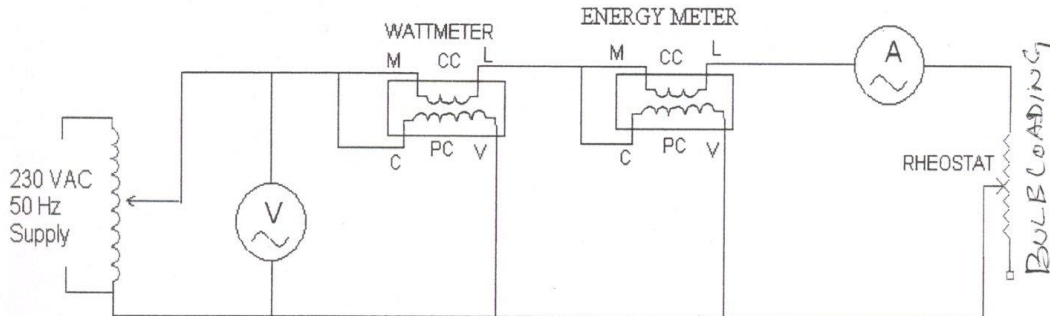 ENERGY METER
WATTMETER
M CC L
M CC L
A
C PC V
C PC V
230 VAC
50 Hz
Supply
V
RHEOSTAT
BULB LOADING